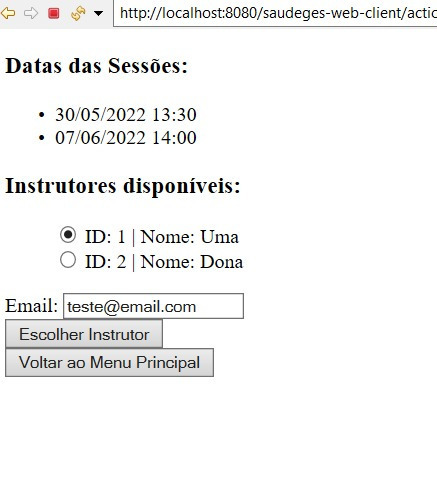 http://localhost:8080/saudeges-web-client/actio
Datas das Sessões:
• 30/05/2022 13:30
• 07/06/2022 14:00
Instrutores disponíveis:
ID: 1 | Nome: Uma
ID: 2 | Nome: Dona
Email: teste@email.com
Escolher Instrutor
Voltar ao Menu Principal